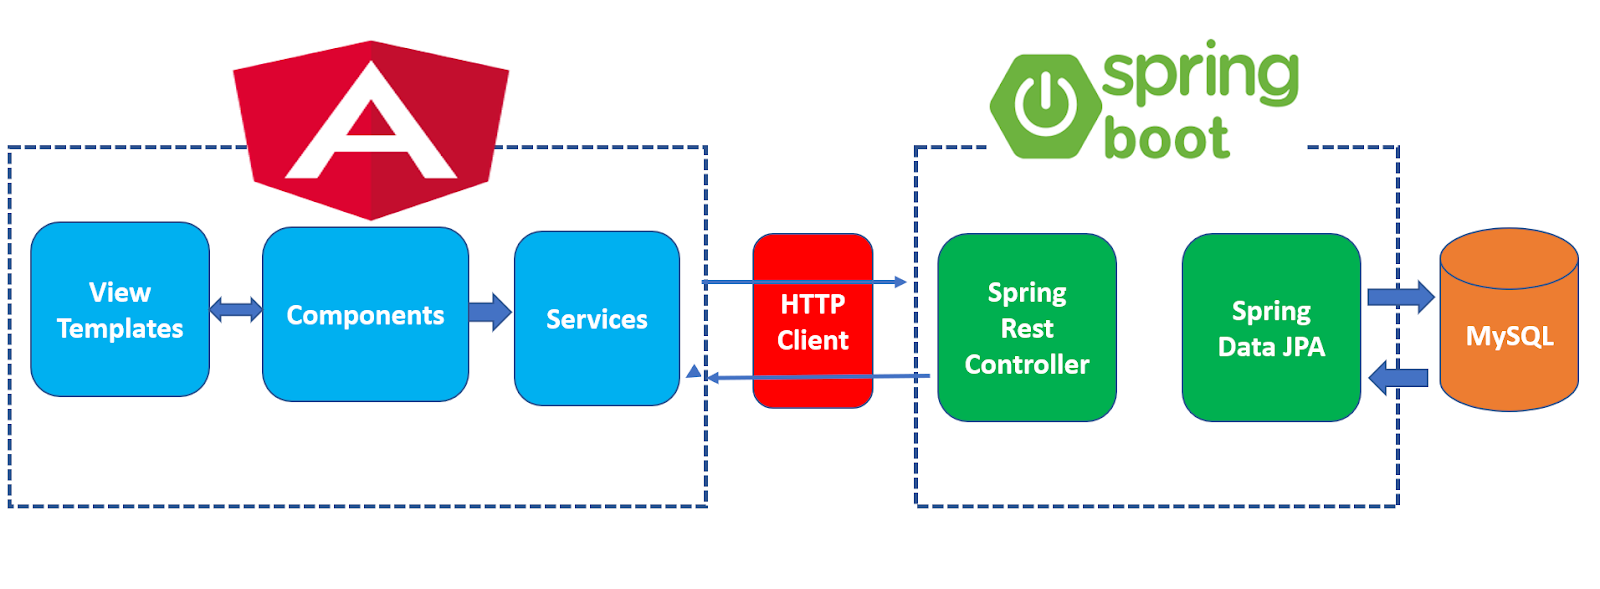 spring
boot
View
Templates
Components
Services
HTTP
Client
Spring
Rest
Controller
Spring
Data JPA
MySQL